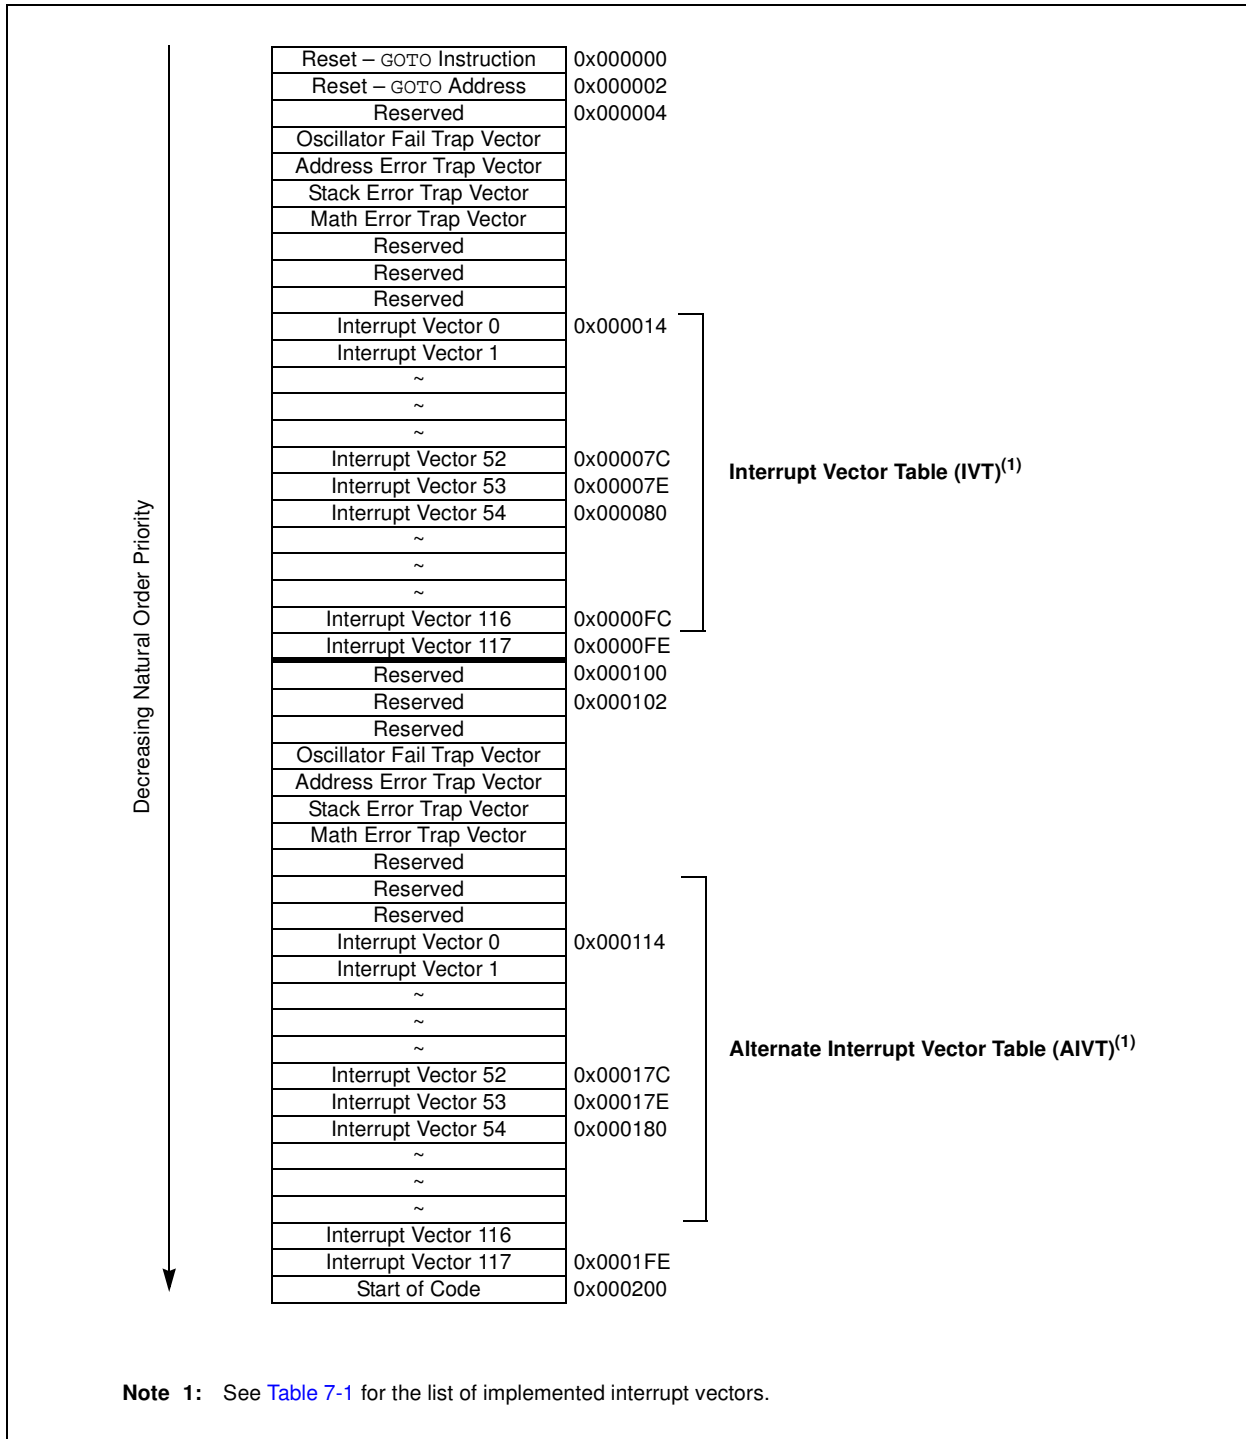 Reset – GOTO Instruction 0x000000
Reset – GOTO Address 0x000002
Reserved 0x000004
Oscillator Fail Trap Vector
Address Error Trap Vector
Stack Error Trap Vector
Math Error Trap Vector
Reserved
Reserved
Reserved
Interrupt Vector 0 0x000014
Interrupt Vector 1
~
~
~
Interrupt Vector 52 0x00007C
Interrupt Vector Table (IVT)(1)
Interrupt Vector 53 0x00007E
Interrupt Vector 54 0x000080
~
~
~
Interrupt Vector 116 0x0000FC
Interrupt Vector 117 0x0000FE
Decreasing Natural Order Priority
Reserved 0x000100
Reserved 0x000102
Reserved
Oscillator Fail Trap Vector
Address Error Trap Vector
Stack Error Trap Vector
Math Error Trap Vector
Reserved
Reserved
Reserved
Interrupt Vector 0 0x000114
Interrupt Vector 1
~
~
~
Alternate Interrupt Vector Table (AIVT)(1)
Interrupt Vector 52 0x00017C
Interrupt Vector 53 0x00017E
Interrupt Vector 54 0x000180
~
~
~
Interrupt Vector 116
Interrupt Vector 117 0x0001FE
Start of Code 0x000200
Note 1: See Table 7-1 for the list of implemented interrupt vectors.